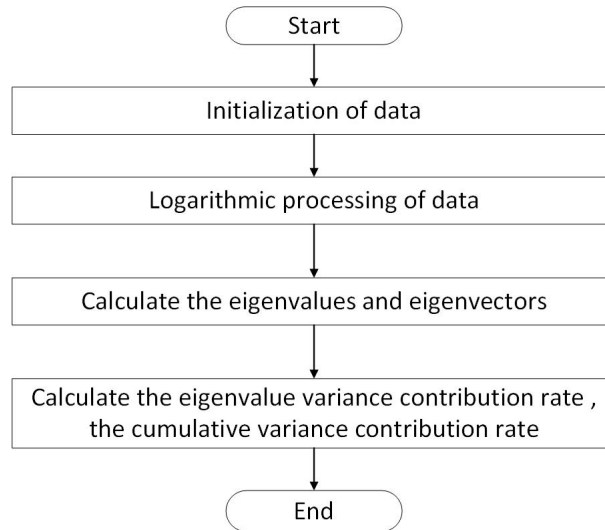 Start
Initialization of data
Logarithmic processing of data
Calculate the eigenvalues and eigenvectors
Calculate the eigenvalue variance contribution rate ,
the cumulative variance contribution rate
End